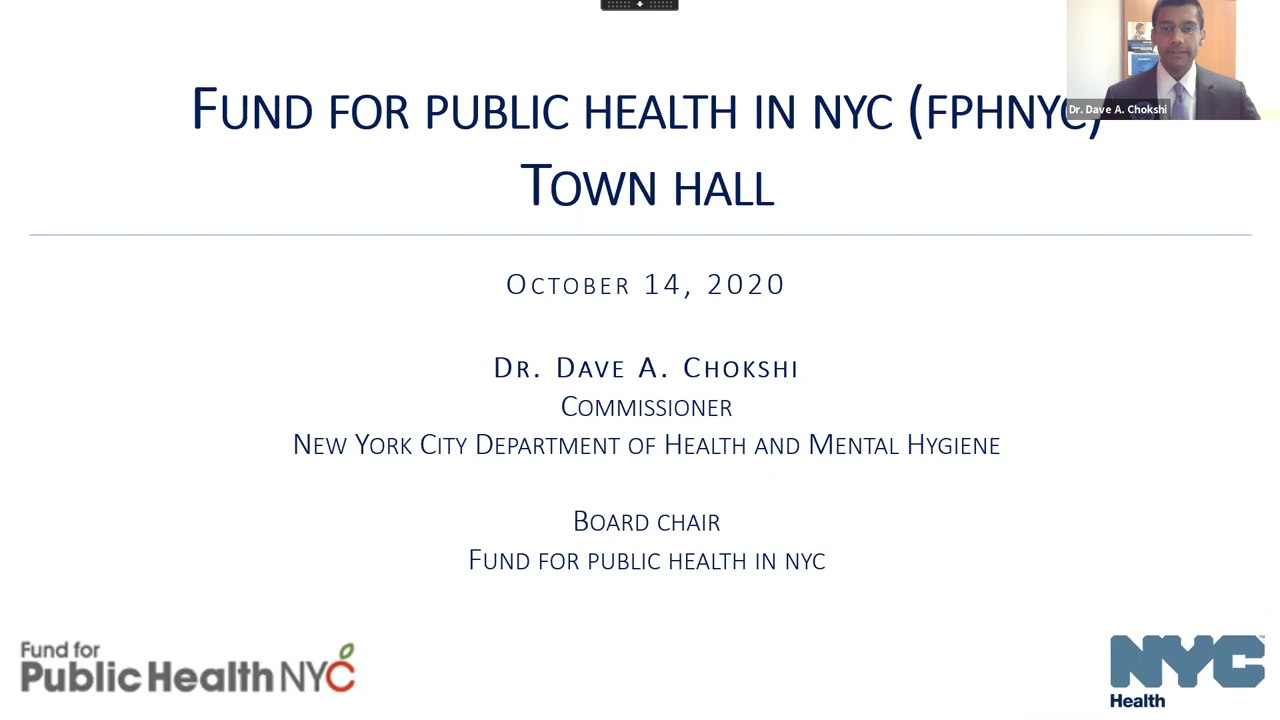 FUND FOR PUBLIC HEALTH IN NYC (FPHNYC)
TOWN HALL
OCTOBER 14, 2020
DR. DAVE A. CHOKSHI
COMMISSIONER
NEW YORK CITY DEPARTMENT OF HEALTH AND MENTAL HYGIENE
BOARD CHAIR
FUND FOR PUBLIC HEALTH IN NYC
Dr. Dave A. Chokshi
Fund for
Public Health NYC
NYC
Health